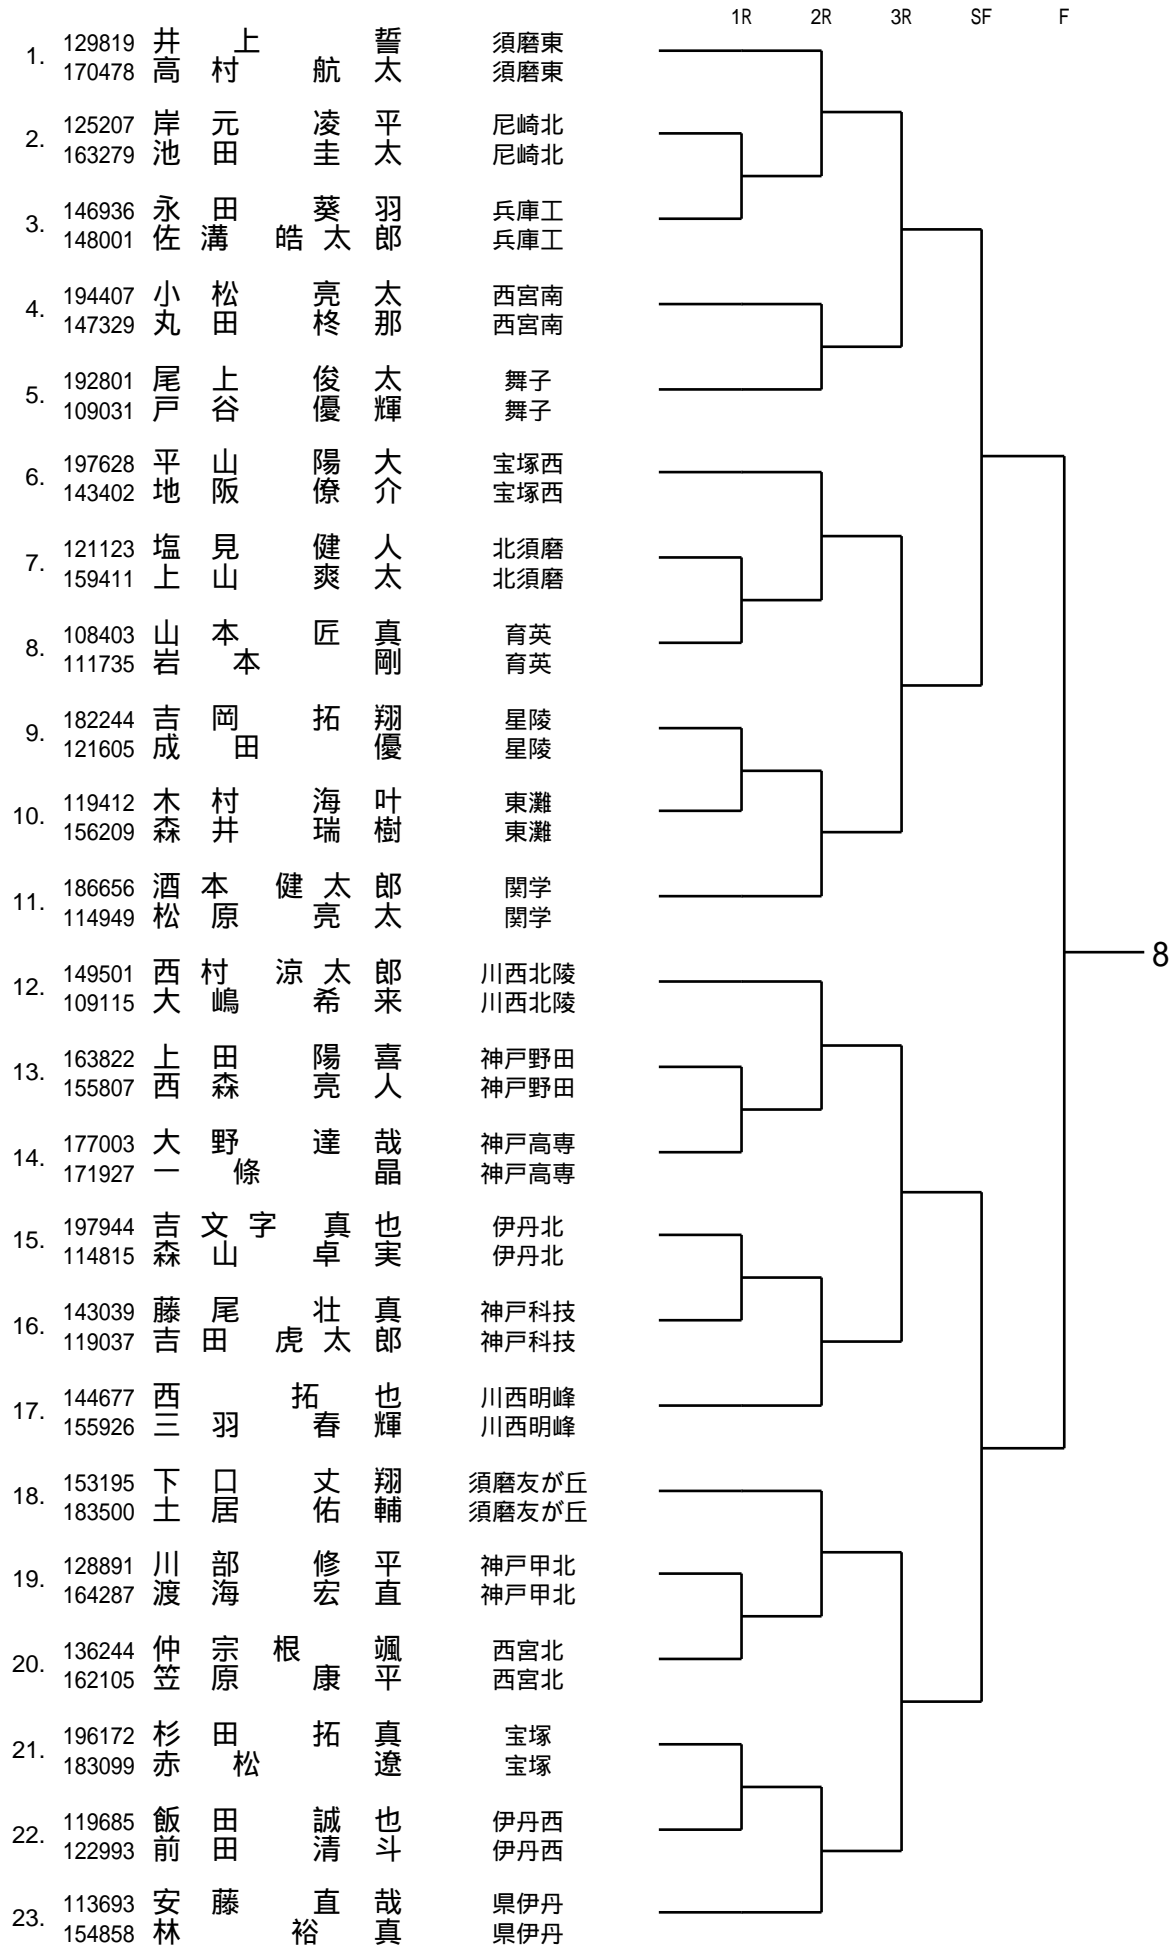 1R 2R 3R SF F
1. 129819 井上 誓 須磨東
170478 高村 航太 須磨東
2. 125207 岸元 凌平 尼崎北
163279 池田 圭太 尼崎北
3. 146936 永田 葵羽 兵庫工
148001 佐溝 皓太郎 兵庫工
4. 194407 小松 亮太 西宮南
147329 丸田 柊那 西宮南
5. 192801 尾上 俊太 舞子
109031 戸谷 優輝 舞子
6. 197628 平山 陽大 宝塚西
143402 地阪 僚介 宝塚西
7. 121123 塩見 健人 北須磨
159411 上山 爽太 北須磨
8. 108403 山本 匠真 育英
111735 岩本 剛 育英
9. 182244 吉岡 拓翔 星陵
121605 成田 優 星陵
10. 119412 木村 海叶 東灘
156209 森井 瑞樹 東灘
11. 186656 酒本 健太郎 関学
114949 松原 亮太 関学
12. 149501 西村 涼太郎 川西北陵
109115 大嶋 希来 川西北陵
13. 163822 上田 陽喜 神戸野田
155807 西森 亮人 神戸野田
14. 177003 大野 達哉 神戸高専
171927 一條 晶 神戸高専
15. 197944 吉文字 真也 伊丹北
114815 森山 卓実 伊丹北
16. 143039 藤尾 壮真 神戸科技
119037 吉田 虎太郎 神戸科技
17. 144677 西 拓也 川西明峰
155926 三羽 春輝 川西明峰
18. 153195 下口 丈翔 須磨友が丘
183500 土居 佑輔 須磨友が丘
19. 128891 川部 修平 神戸甲北
164287 渡海 宏直 神戸甲北
20. 136244 仲宗根 颯 西宮北
162105 笠原 康平 西宮北
21. 196172 杉田 拓真 宝塚
183099 赤松 遼 宝塚
22. 119685 飯田 誠也 伊丹西
122993 前田 清斗 伊丹西
23. 113693 安藤 直哉 県伊丹
154858 林 裕真 県伊丹
8